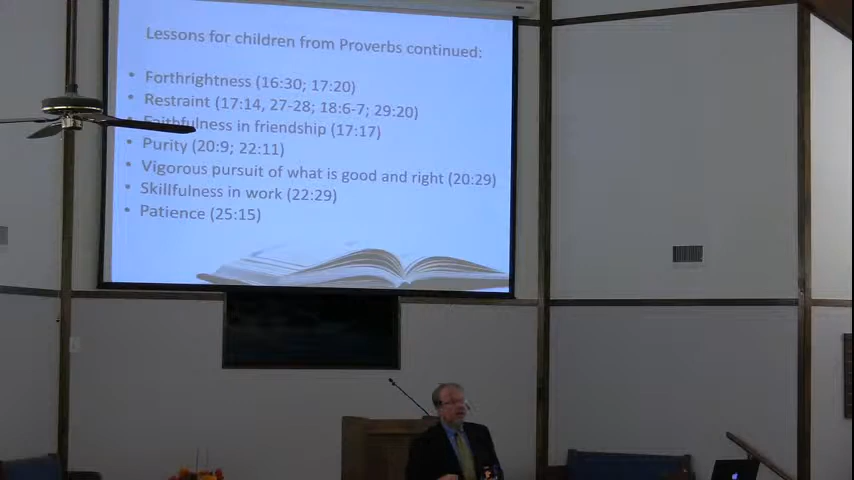 Lessons for children from Proverbs continued:
• Forthrightness (16:30; 17:20)
• Restraint (17:14, 27-28; 18:6-7; 29:20)
• Faithfulness in friendship (17:17)
• Purity (20:9; 22:11)
• Vigorous pursuit of what is good and right (20:29)
• Skillfulness in work (22:29)
• Patience (25:15)